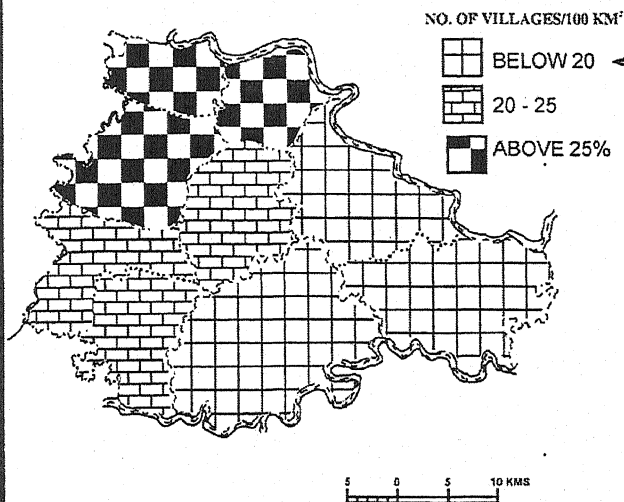 NO. OF VILLAGES/100 KM²
BELOW 20
20 - 25
ABOVE 25%
5 0 5 10 KMS